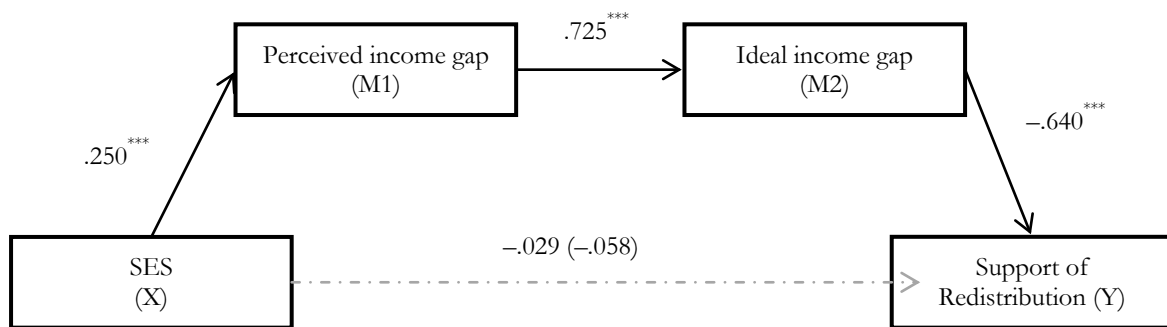 .725***
Perceived income gap
(M1)
Ideal income gap
(M2)
.250***
–.640***
–.029 (–.058)
SES
(X)
Support of
Redistribution (Y)